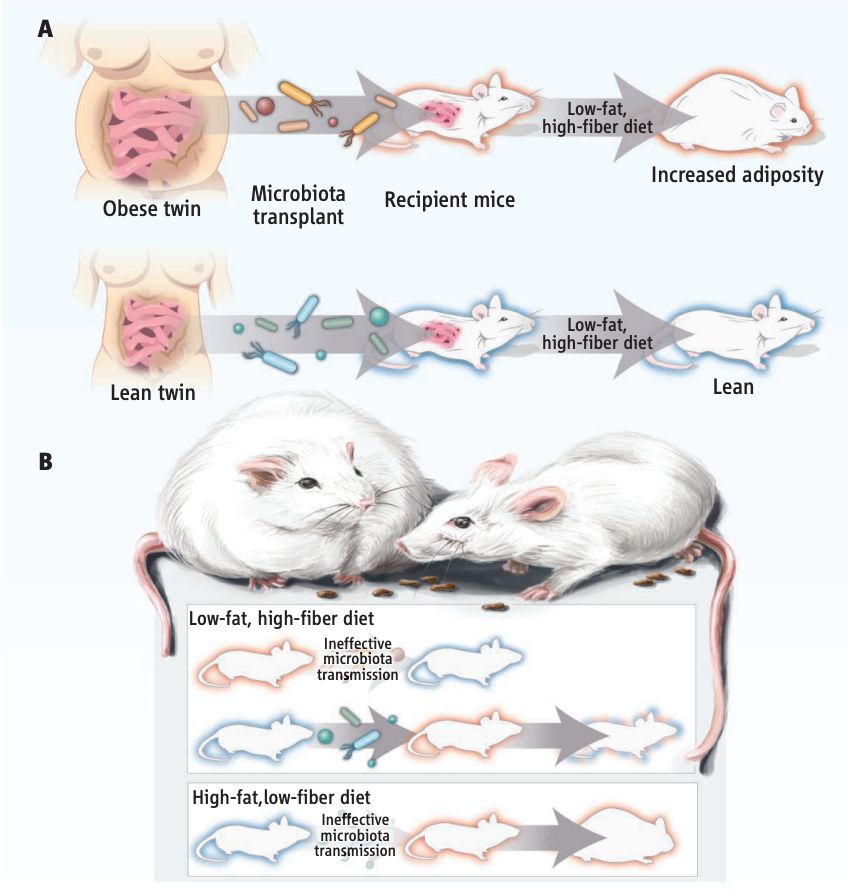 A
Obese twin
Microbiota
transplant
Recipient mice
Low-fat,
high-fiber diet
Increased adiposity
Lean twin
Low-fat,
high-fiber diet
Lean
B
Low-fat, high-fiber diet
Ineffective
microbiota
transmission
High-fat,low-fiber diet
Ineffective
microbiota
transmission